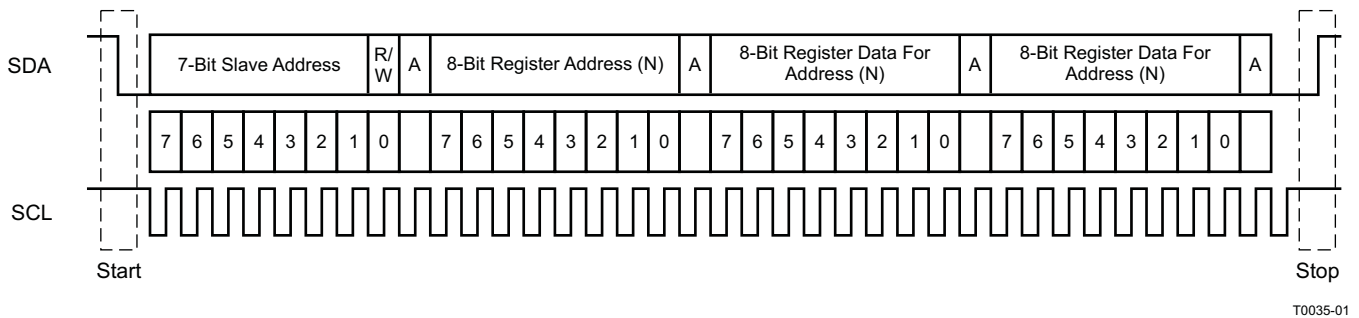 SDA
7-Bit Slave Address
R/
W
A
8-Bit Register Address (N)
A
8-Bit Register Data For
Address (N)
A
8-Bit Register Data For
Address (N)
A
7 6 5 4 3 2 1 0 7 6 5 4 3 2 1 0 7 6 5 4 3 2 1 0 7 6 5 4 3 2 1 0
SCL
Start
Stop
T0035-01